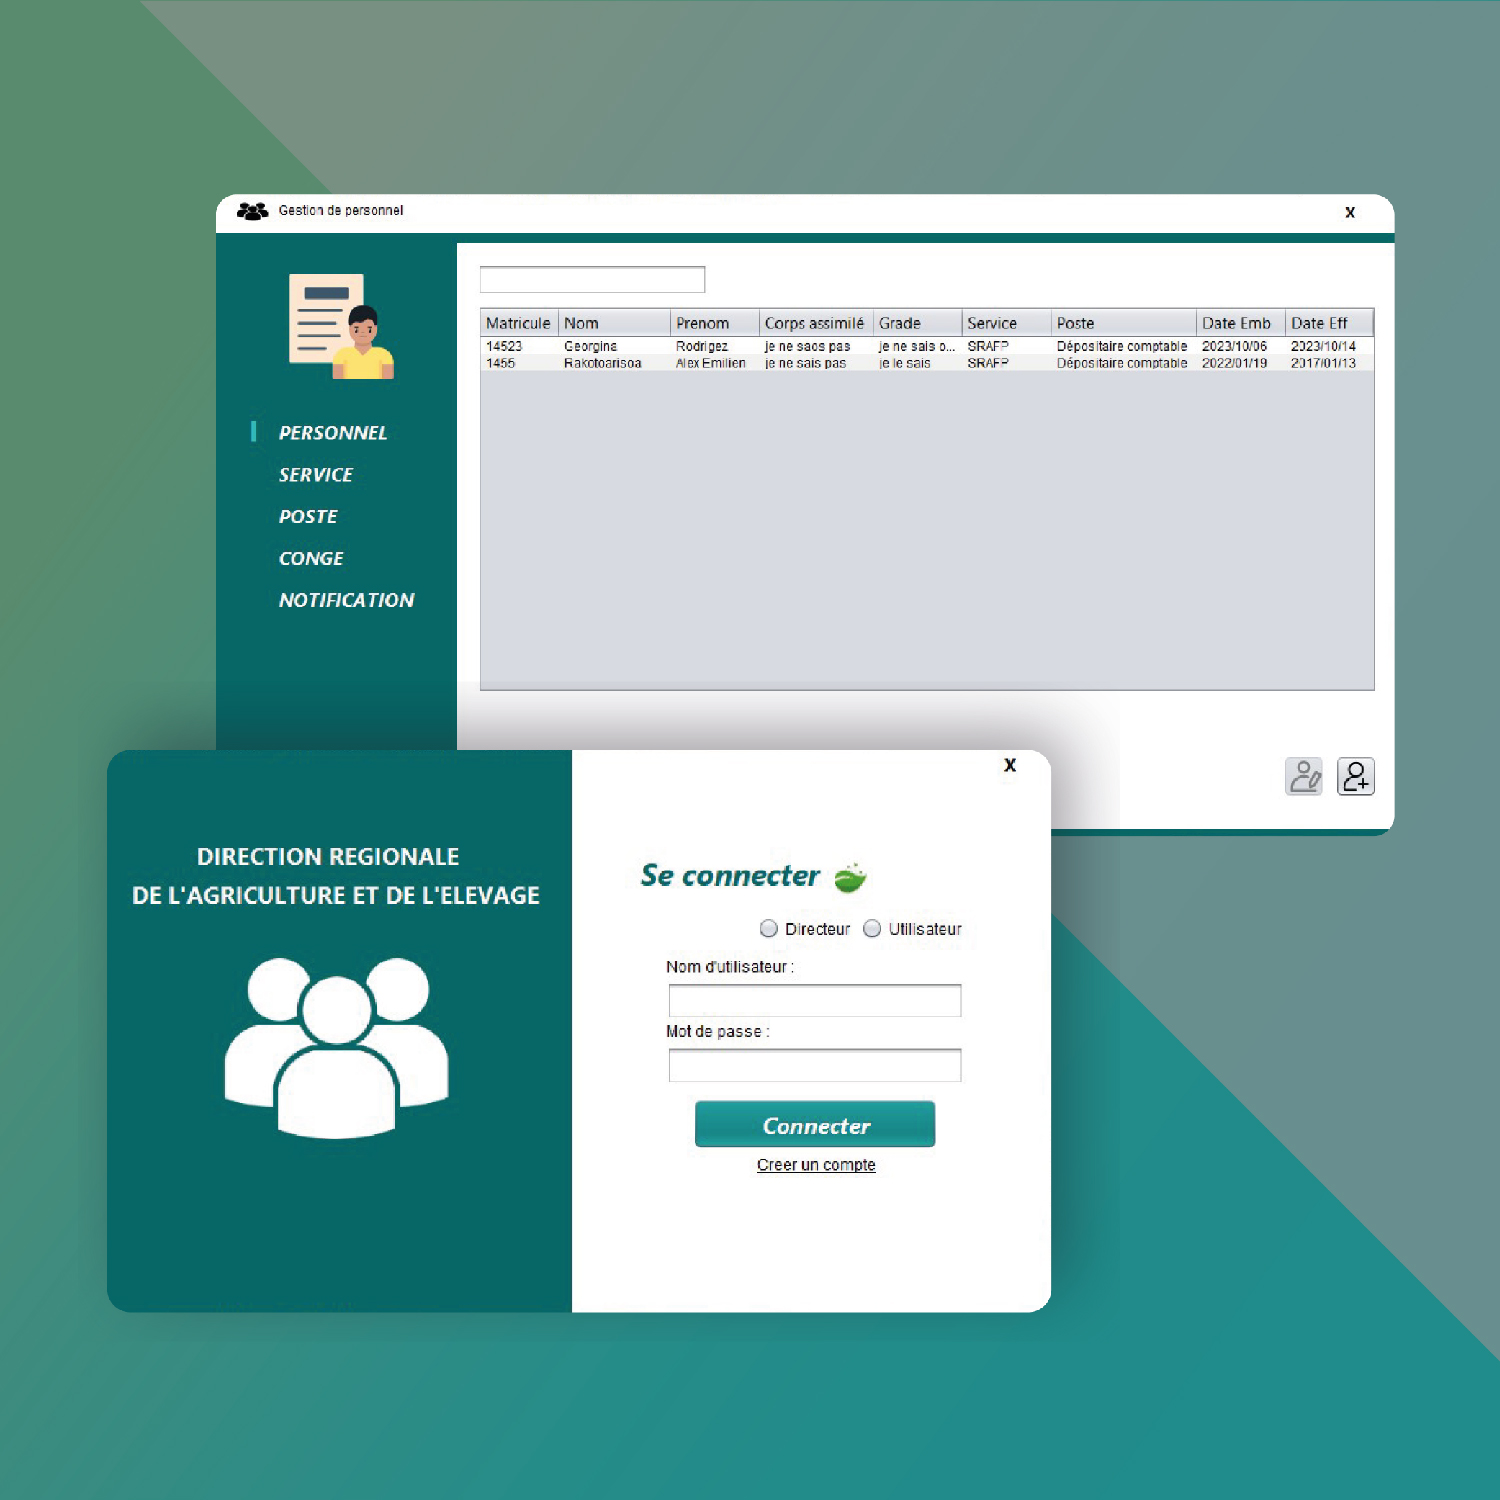 Gestion de personnel
X
Matricule Nom Prenom Corps assimilé Grade Service Poste Date Emb Date Eff
14523 Georgina Rodrigez je ne saos pas je ne sais o... SRAFP Dépositaire comptable 2023/10/06 2023/10/14
1455 Rakotoarisoa Alex Emilien je ne sais pas je le sais SRAFP Dépositaire comptable 2022/01/19 2017/01/13
PERSONNEL
SERVICE
POSTE
CONGE
NOTIFICATION
X
DIRECTION REGIONALE
DE L'AGRICULTURE ET DE L'ELEVAGE
Se connecter
Directeur Utilisateur
Nom d'utilisateur :
Mot de passe :
Connecter
Creer un compte